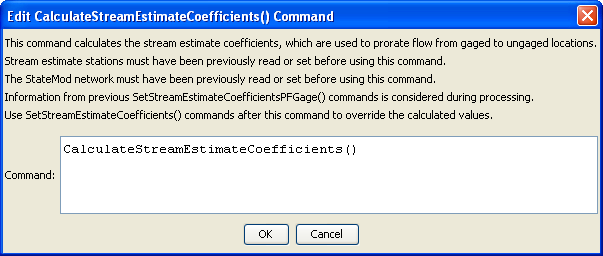 Edit CalculateStreamEstimateCoefficients() Command
This command calculates the stream estimate coefficients, which are used to prorate flow from gaged to ungaged locations.
Stream estimate stations must have been previously read or set before using this command.
The StateMod network must have been previously read or set before using this command.
Information from previous SetStreamEstimateCoefficientsPFGage() commands is considered during processing.
Use SetStreamEstimateCoefficients() commands after this command to override the calculated values.
CalculateStreamEstimateCoefficients()
Command:
OK Cancel